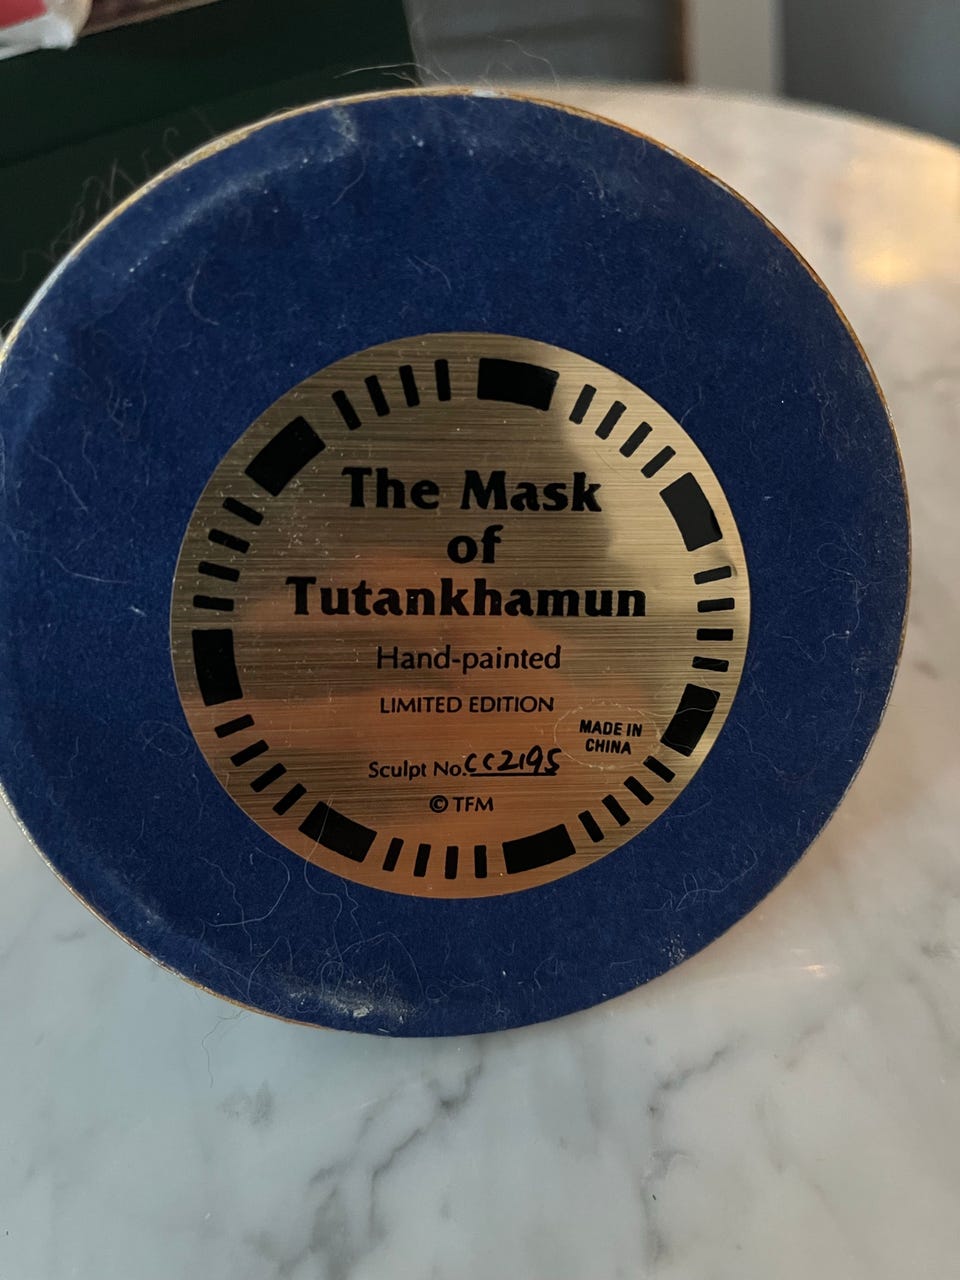 The Mask
of
Tutankhamun
Hand-painted
LIMITED EDITION
MADE IN
CHINA
Sculpt No. CC2195
© TFM